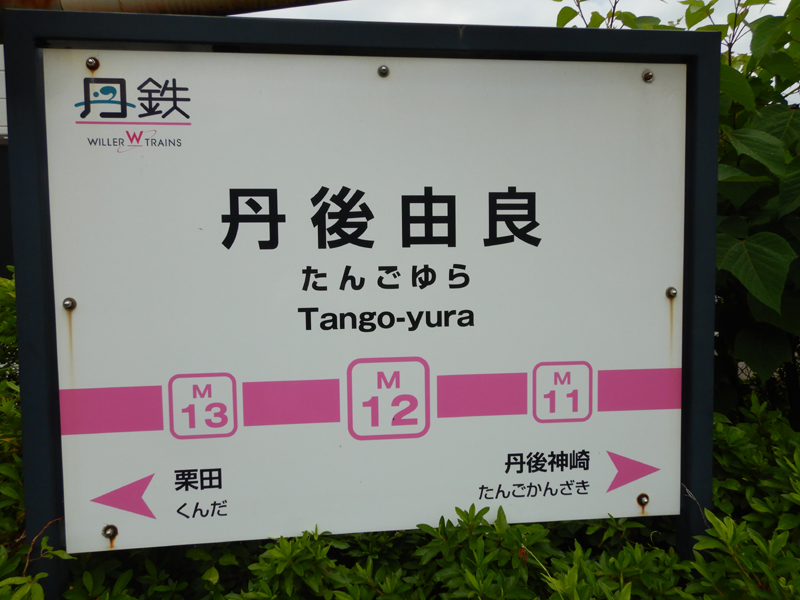 丹鉄
WILLER TRAINS
丹後由良
たんごゆら
Tango-yura
M
13
M
12
M
11
栗田
くんだ
丹後神崎
たんごかんざき